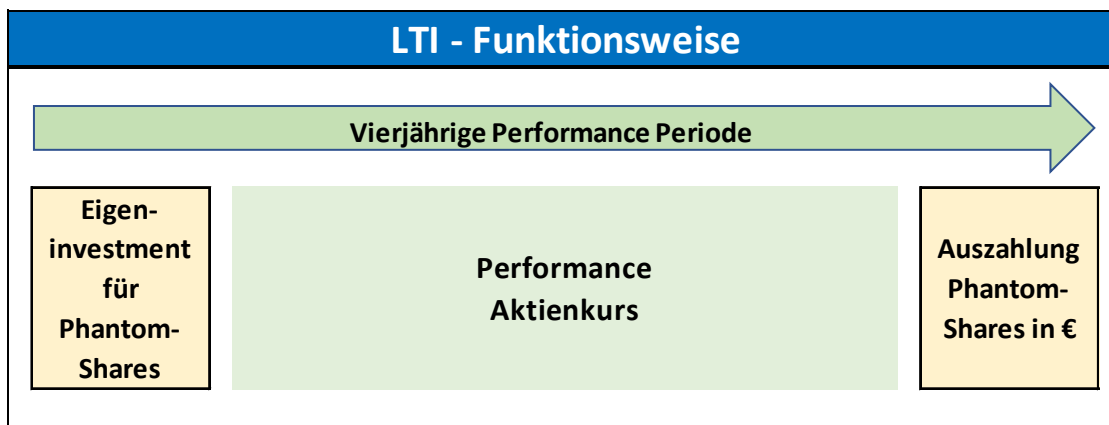 LTI - Funktionsweise
Vierjährige Performance Periode
Eigen-
investment
für
Phantom-
Shares
Performance
Aktienkurs
Auszahlung
Phantom-
Shares in €